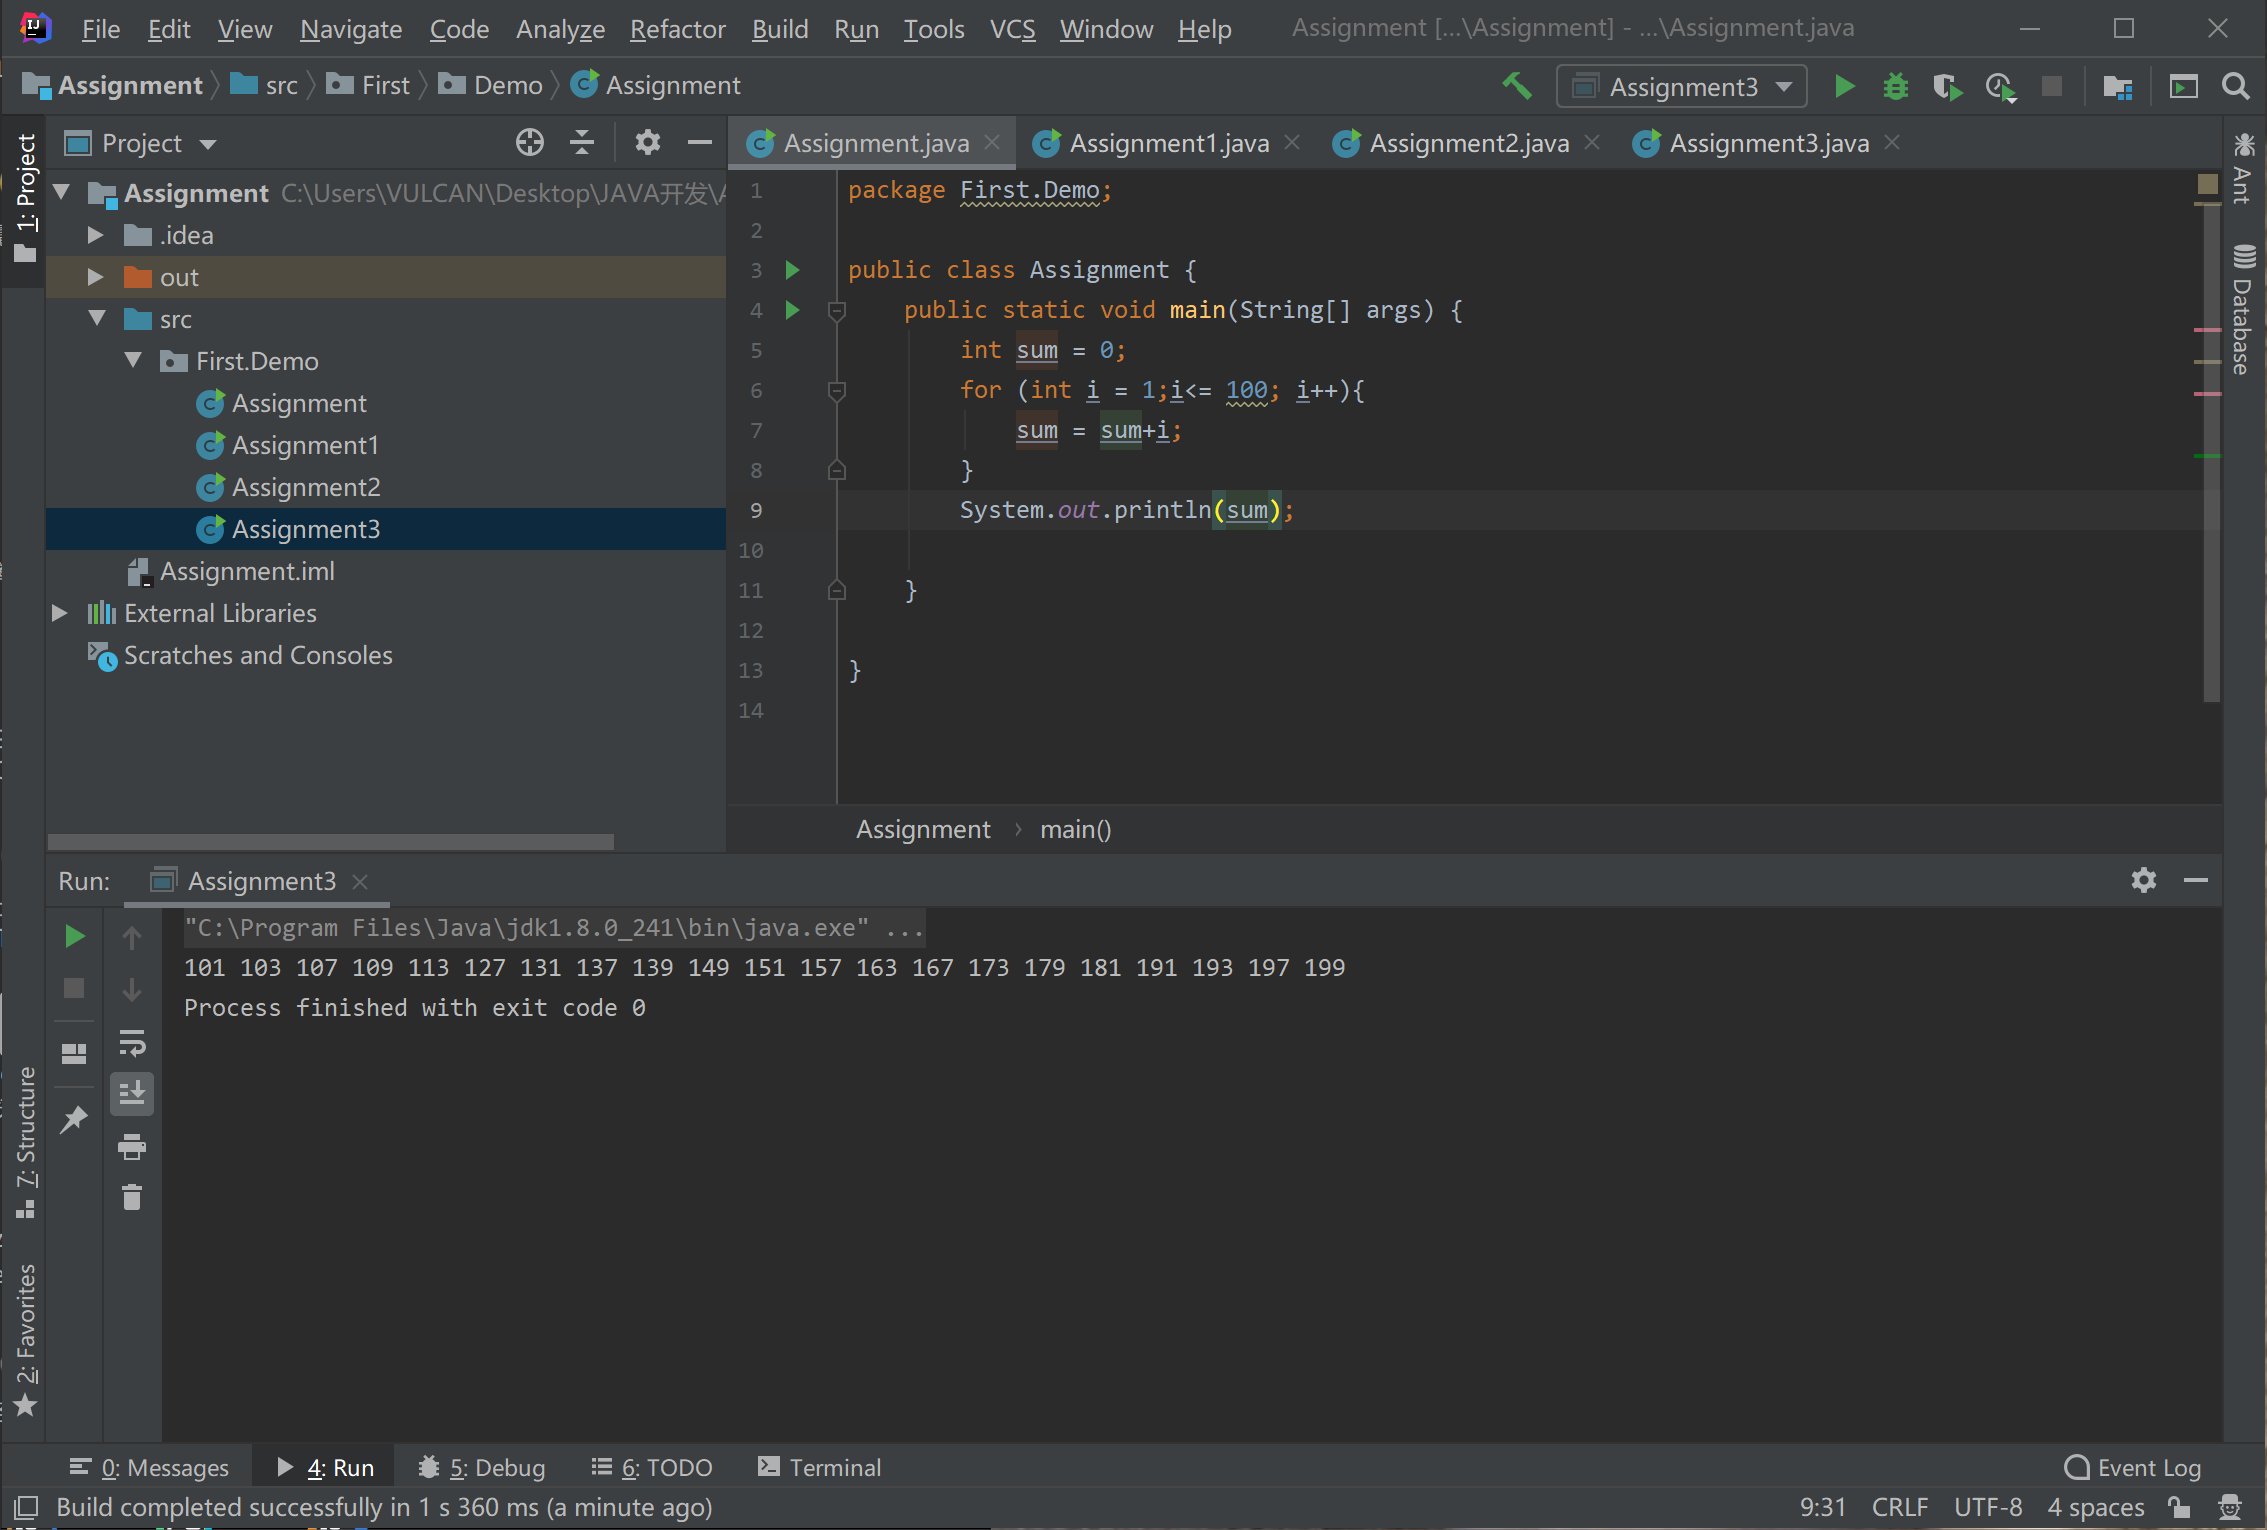 File Edit View Navigate Code Analyze Refactor Build Run Tools VCS Window Help Assignment [...\Assignment] - ...\Assignment.java
Assignment src First Demo Assignment Assignment3
1: Project
Project
Assignment C:\Users\VULCAN\Desktop\JAVA开发\
.idea
out
src
First.Demo
Assignment
Assignment1
Assignment2
Assignment3
Assignment.iml
External Libraries
Scratches and Consoles
Assignment.java Assignment1.java Assignment2.java Assignment3.java
1 package First.Demo;
2
3 public class Assignment {
4 public static void main(String[] args) {
5 int sum = 0;
6 for (int i = 1;i<= 100; i++){
7 sum = sum+i;
8 }
9 System.out.println(sum);
10
11 }
12
13 }
14
Assignment › main()
Ant
Database
Run: Assignment3
"C:\Program Files\Java\jdk1.8.0_241\bin\java.exe" ...
101 103 107 109 113 127 131 137 139 149 151 157 163 167 173 179 181 191 193 197 199
Process finished with exit code 0
7: Structure
2: Favorites
0: Messages 4: Run 5: Debug 6: TODO Terminal Event Log
Build completed successfully in 1 s 360 ms (a minute ago) 9:31 CRLF UTF-8 4 spaces